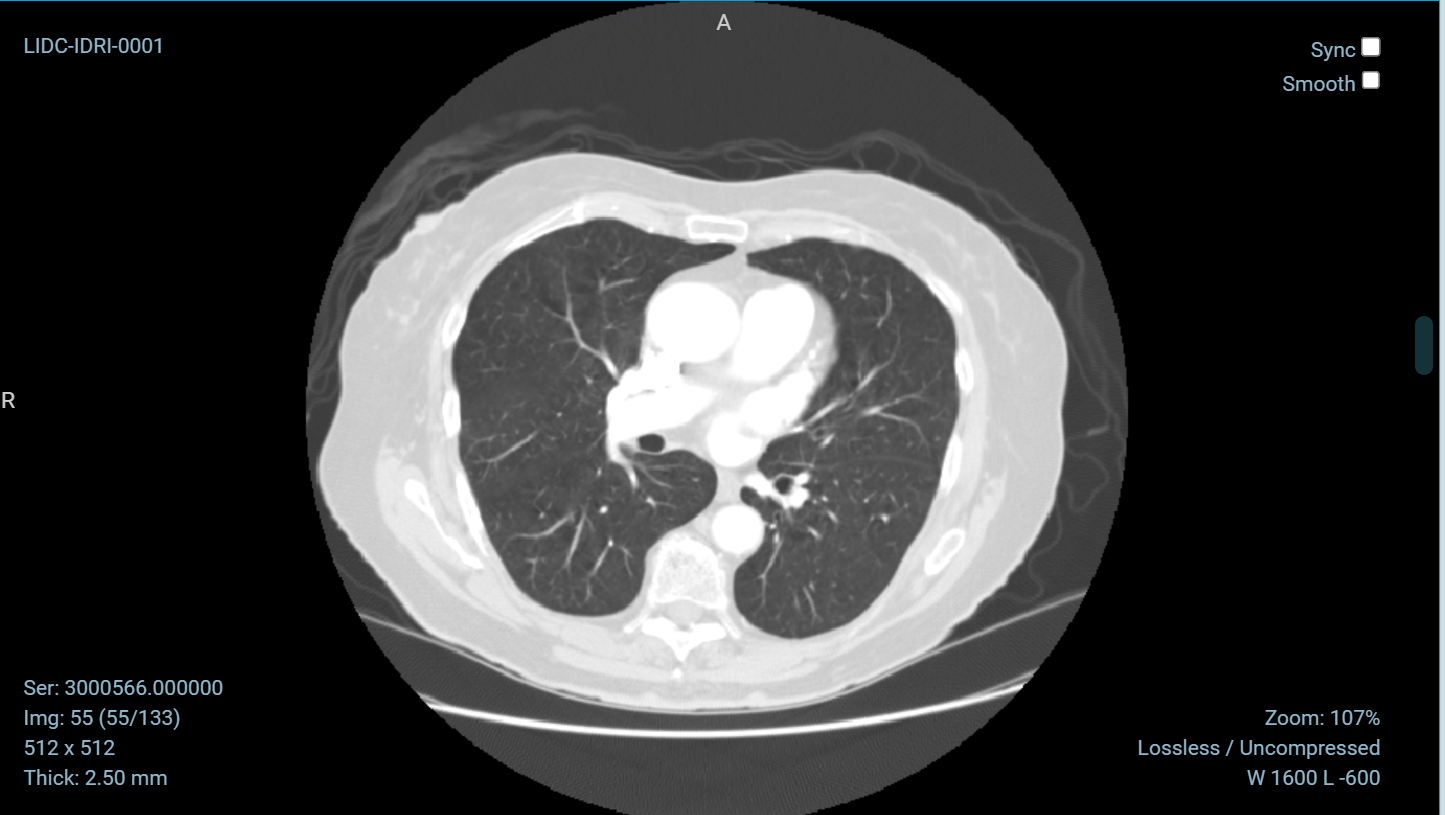 A
LIDC-IDRI-0001
Sync
Smooth
R
Ser: 3000566.000000
Img: 55 (55/133)
512 x 512
Thick: 2.50 mm
Zoom: 107%
Lossless / Uncompressed
W 1600 L -600